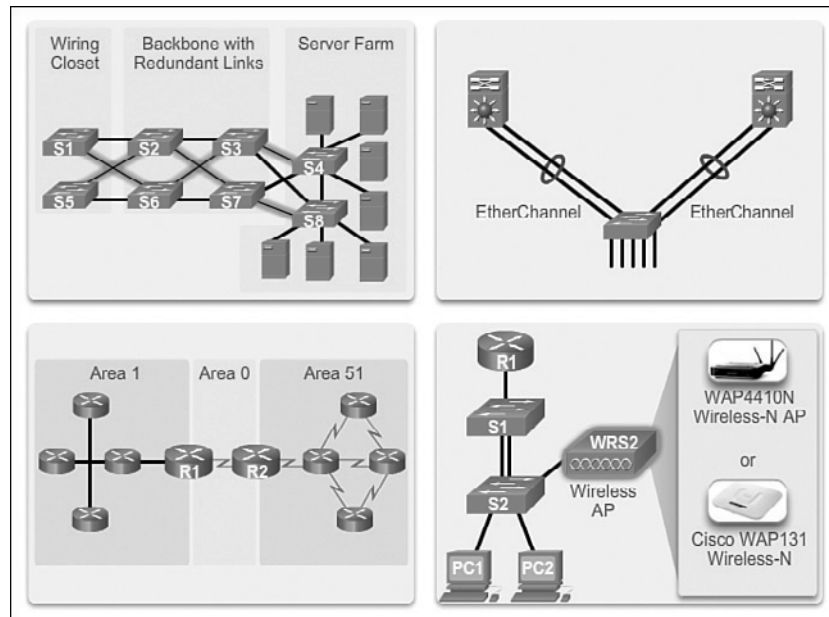 Wiring
Closet
Backbone with
Redundant Links
Server Farm
S1
S2
S3
S4
S5
S6
S7
S8
EtherChannel
EtherChannel
Area 1
Area 0
Area 51
R1
R2
R1
S1
S2
WRS2
Wireless
AP
PC1
PC2
WAP4410N
Wireless-N AP
or
Cisco WAP131
Wireless-N